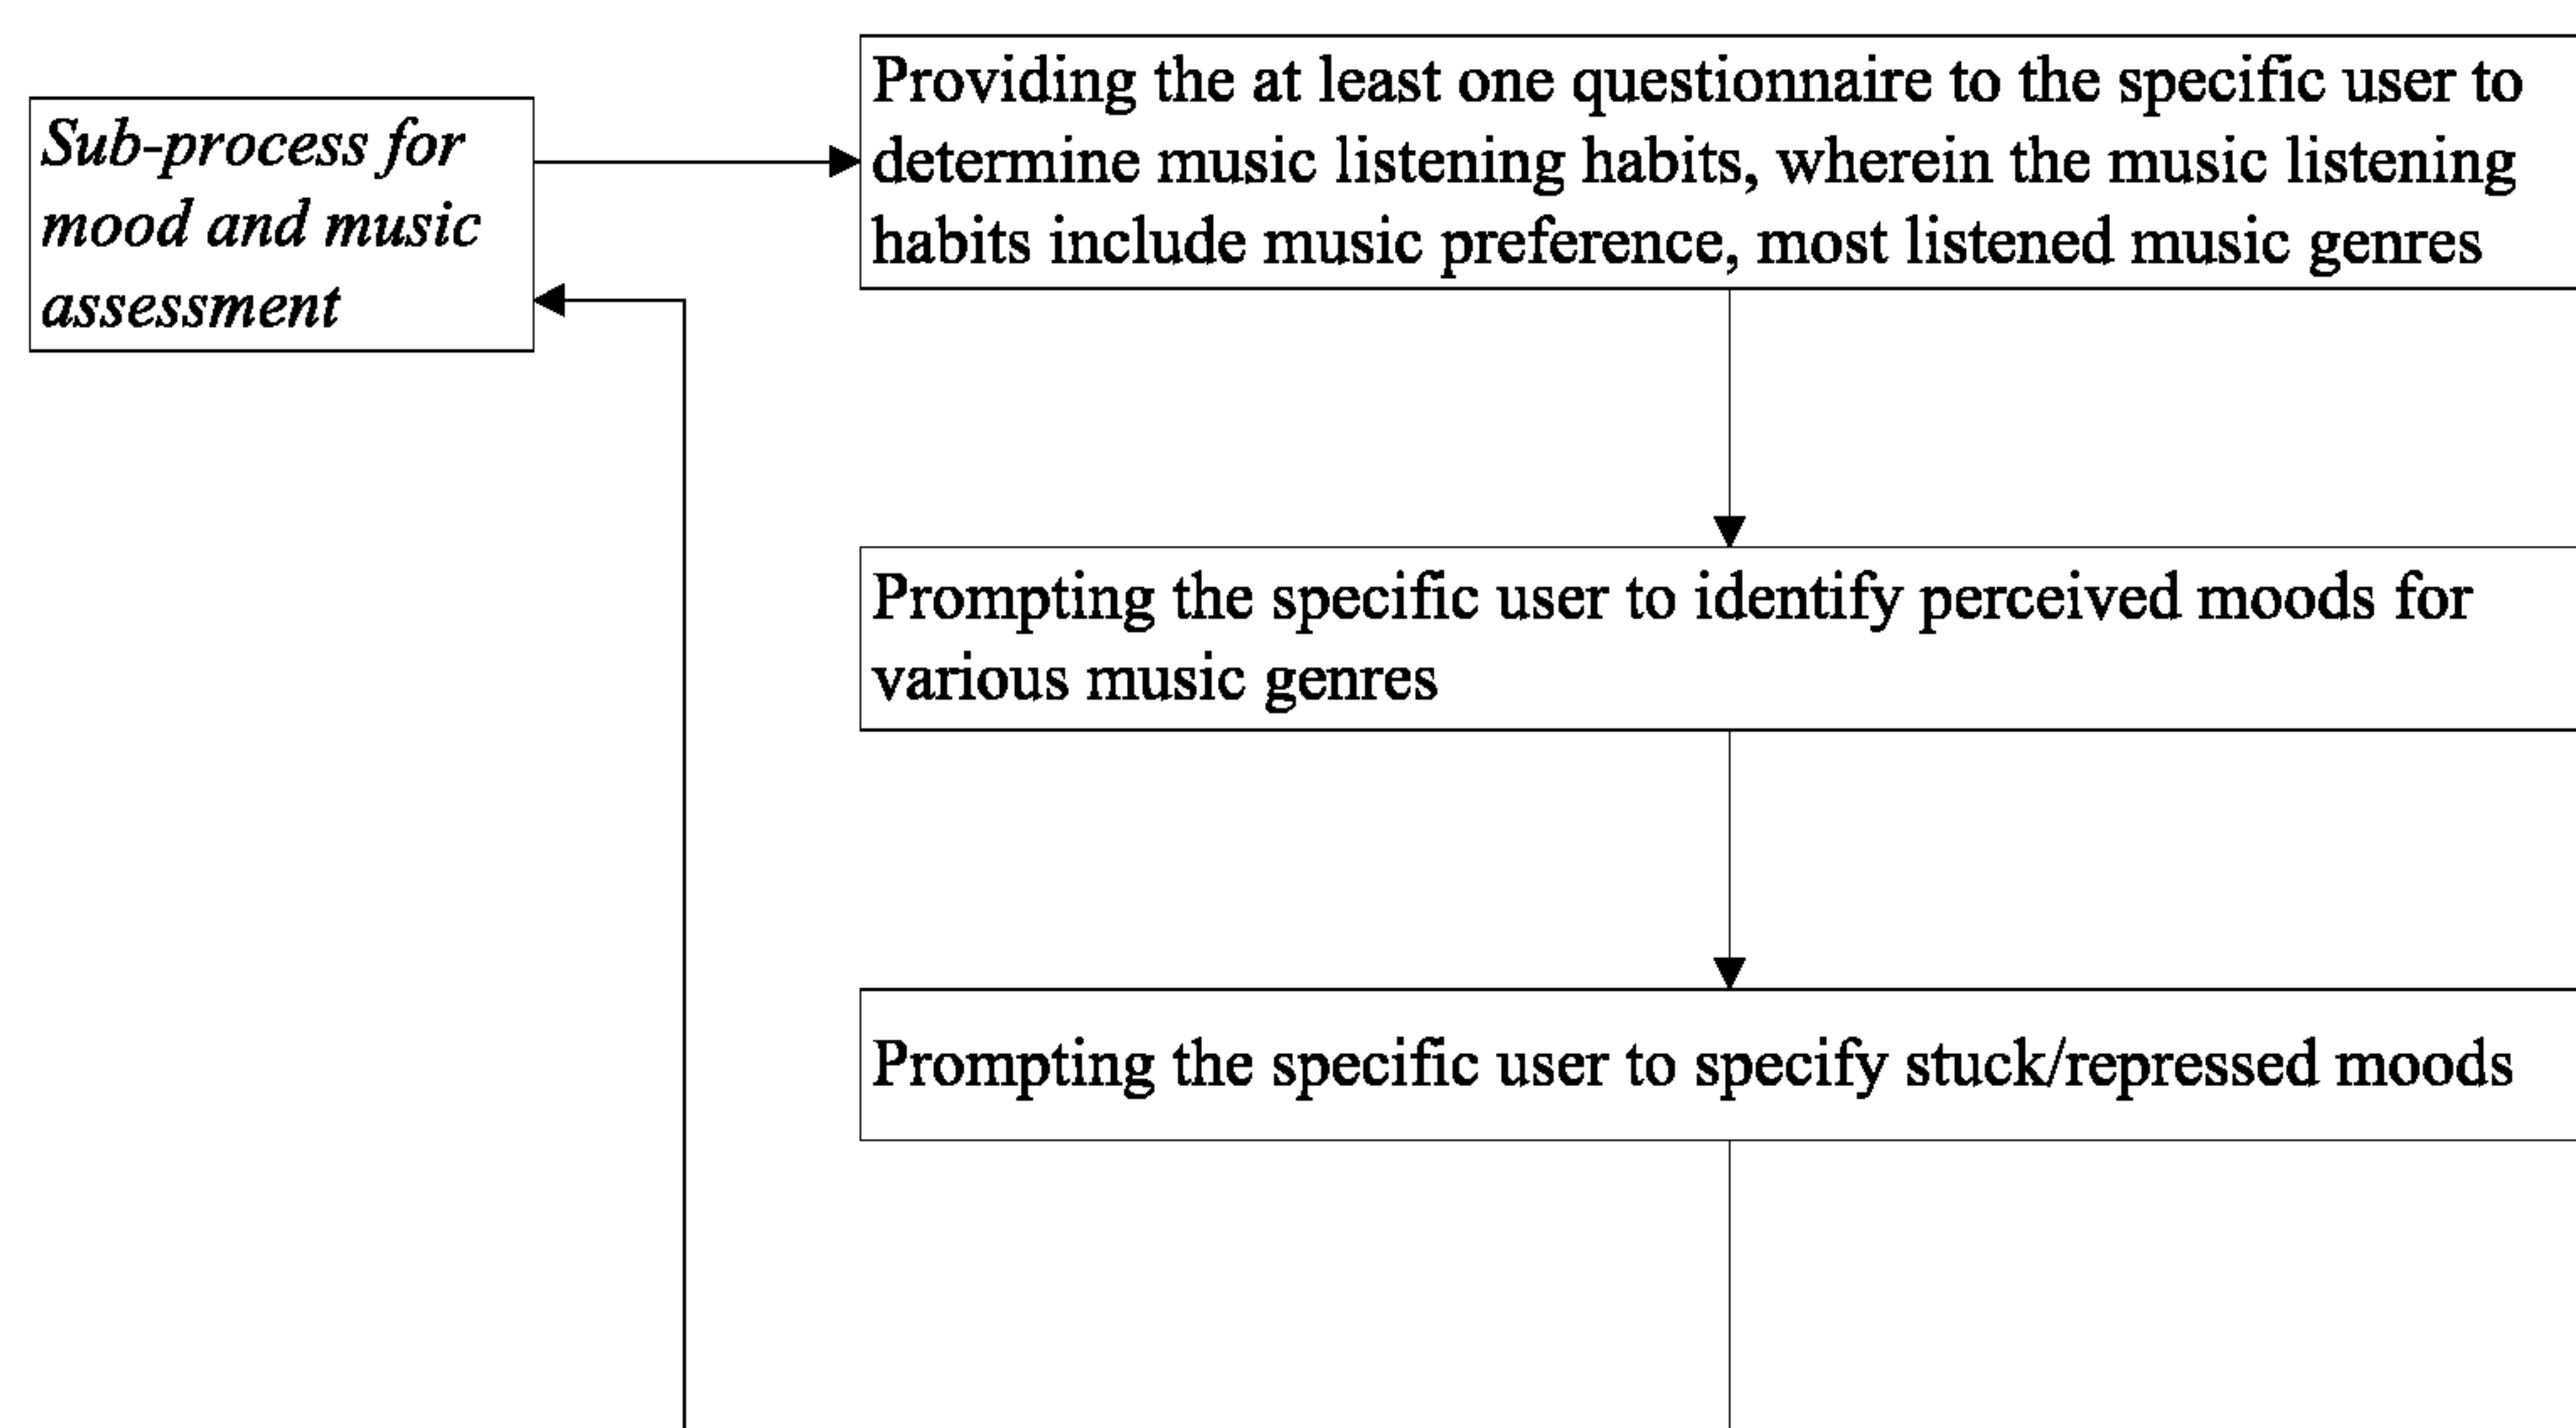 Sub-process for
mood and music
assessment
Providing the at least one questionnaire to the specific user to
determine music listening habits, wherein the music listening
habits include music preference, most listened music genres
Prompting the specific user to identify perceived moods for
various music genres
Prompting the specific user to specify stuck/repressed moods